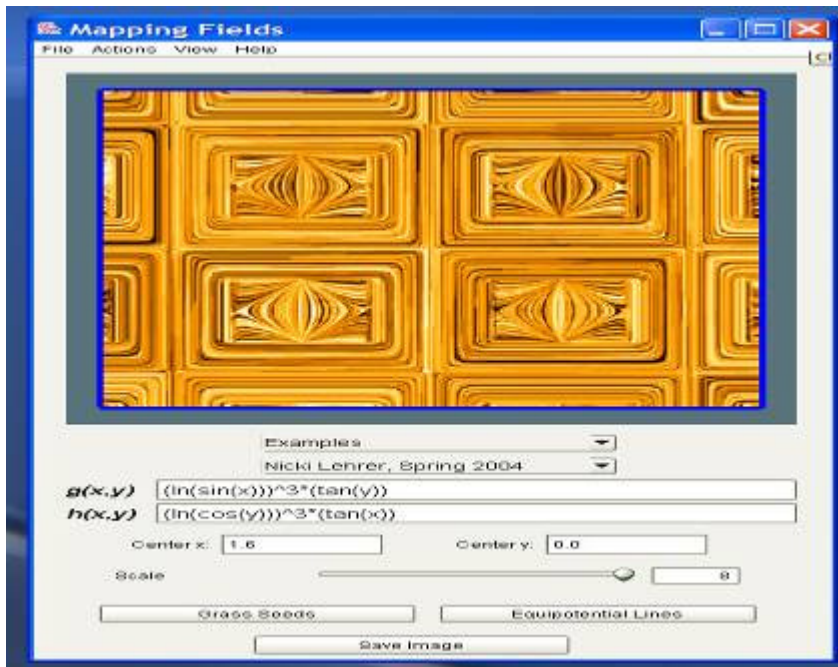 Mapping Fields
File Actions View Help
Cl
Examples
Nicki Lehrer, Spring 2004
g(x,y) (ln(sin(x)))^3*(tan(y))
h(x,y) (ln(cos(y)))^3*(tan(x))
Center x: 1.6 Center y: 0.0
Scale 8
Grass Seeds Equipotential Lines
Save Image